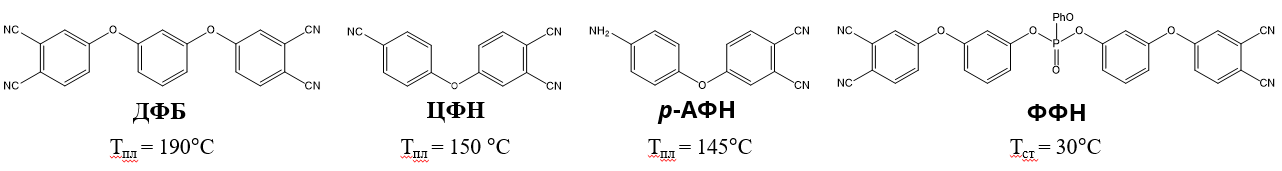 NC O O CN
NC CN
ДФБ
Tпл = 190°C
NC CN
O CN
ЦФН
Tпл = 150 °C
NH2 CN
O CN
p-АФН
Tпл = 145°C
PhO
NC O O P O O CN
NC O CN
ФФН
Tст = 30°C